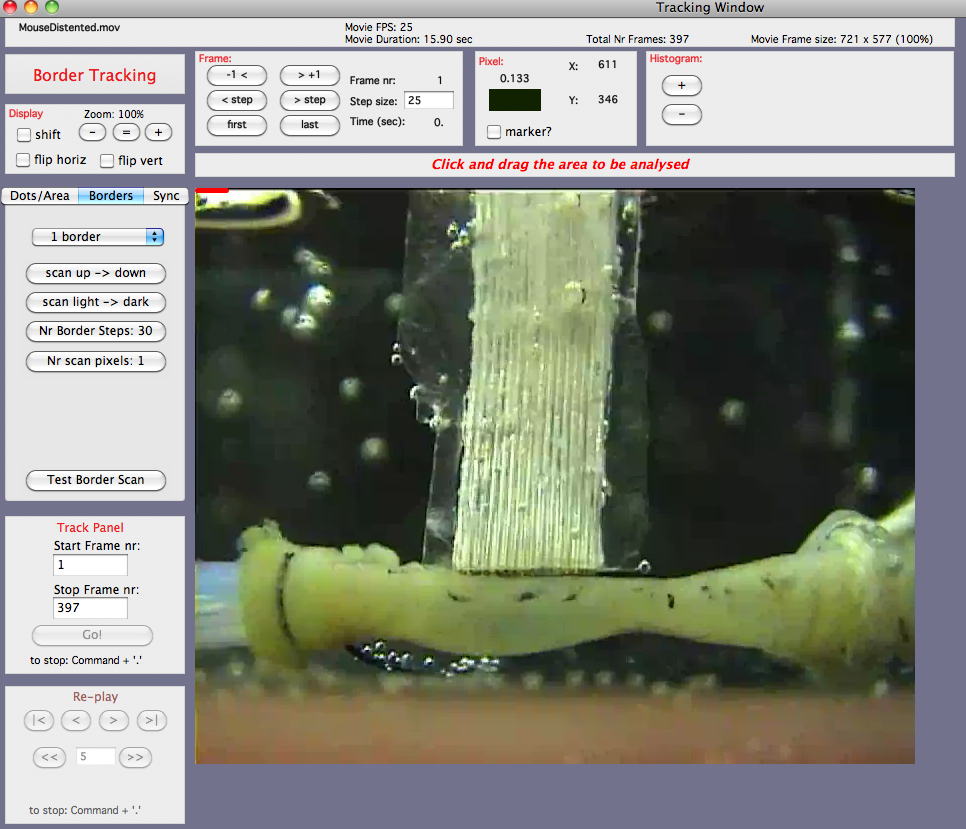 Tracking Window
MouseDistented.mov
Movie FPS: 25
Movie Duration: 15.90 sec
Total Nr Frames: 397
Movie Frame size: 721 x 577 (100%)
Border Tracking
Frame:
-1 <
> +1
Frame nr: 1
< step
> step
Step size: 25
first
last
Time (sec): 0.
Pixel:
0.133
X: 611
Y: 346
marker?
Histogram:
+
-
Display
Zoom: 100%
shift
-
=
+
flip horiz
flip vert
Click and drag the area to be analysed
Dots/Area
Borders
Sync
1 border
scan up -> down
scan light -> dark
Nr Border Steps: 30
Nr scan pixels: 1
Test Border Scan
Track Panel
Start Frame nr:
1
Stop Frame nr:
397
Go!
to stop: Command + '.'
Re-play
|<
<
>
>|
<<
5
>>
to stop: Command + '.'